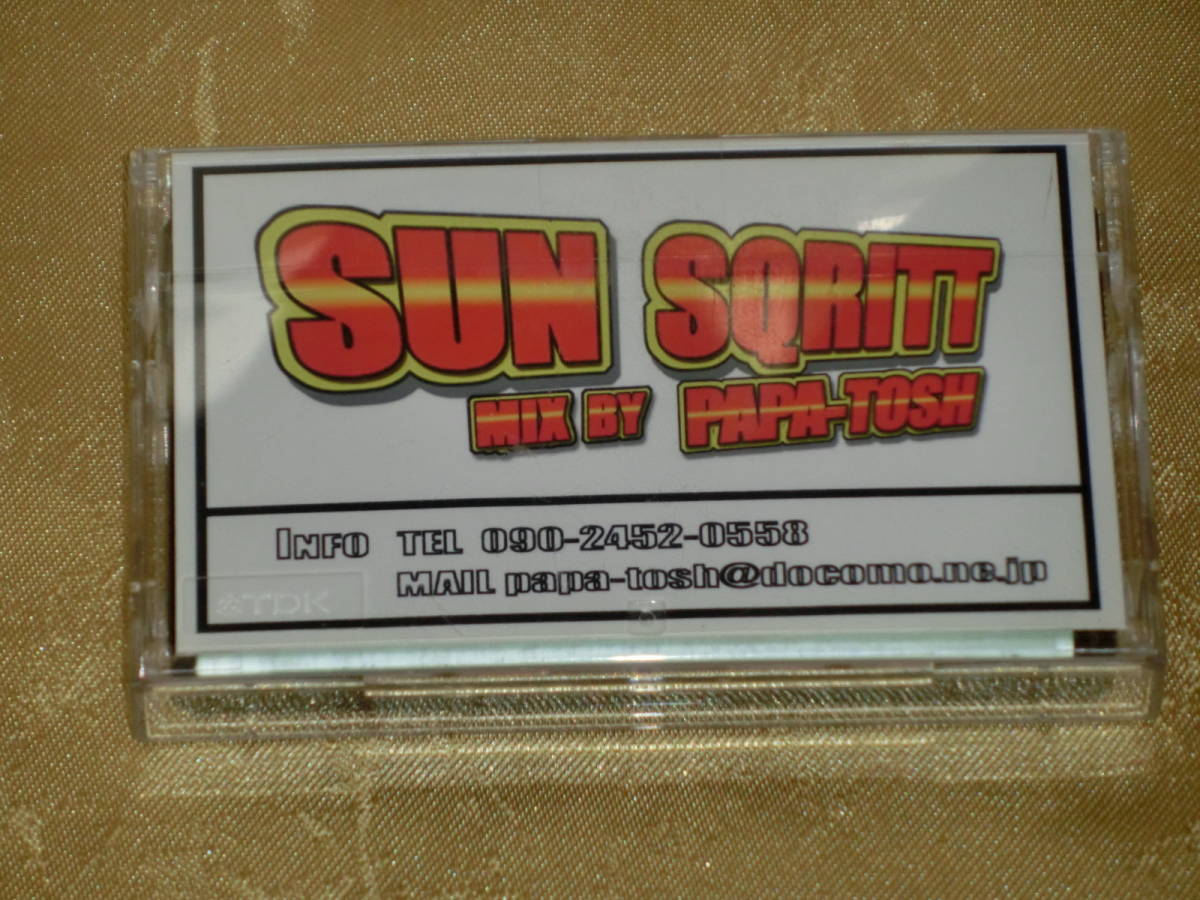 SUN SQRITT
MIX BY PAPA-TOSH
INFO TEL 090-2452-0558
MAIL papa-tosh@docomo.ne.jp
TDK